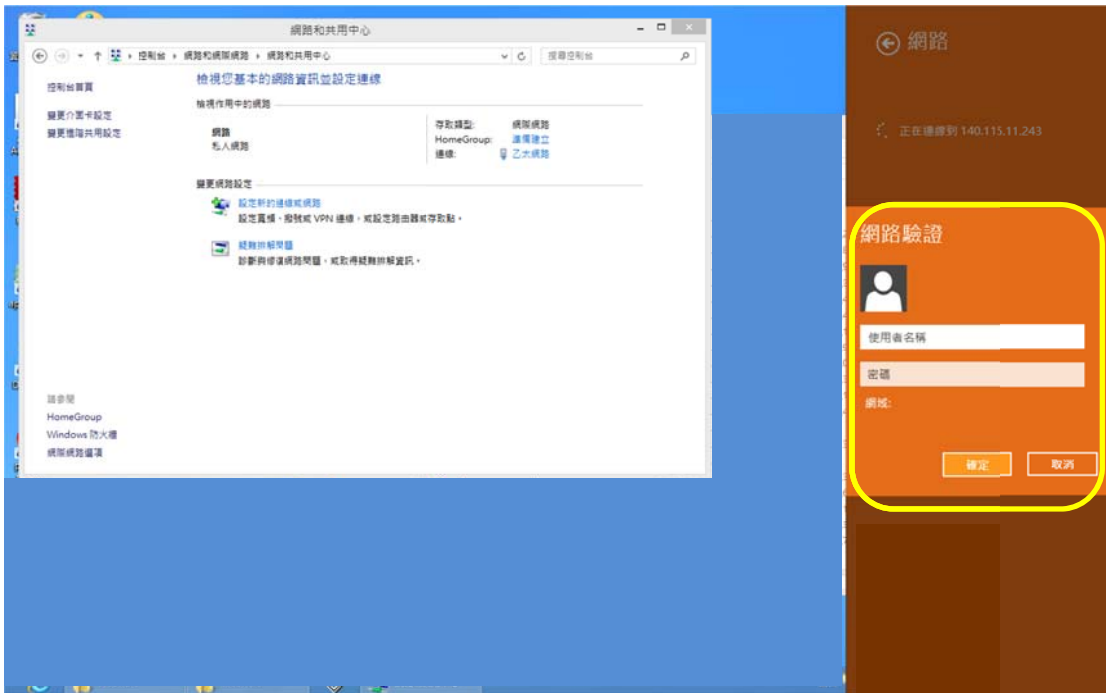 網路和共用中心
控制台 ▸ 網路和網際網路 ▸ 網路和共用中心
搜尋控制台
控制台首頁
變更介面卡設定
變更進階共用設定
檢視您基本的網路資訊並設定連線
檢視作用中的網路
網路
私人網路
存取類型: 網際網路
HomeGroup: 準備建立
連線: 乙太網路
變更網路設定
設定新的連線或網路
設定寬頻、撥號或 VPN 連線，或設定路由器或存取點。
疑難排解問題
診斷與修復網路問題，或取得疑難排解資訊。
請參閱
HomeGroup
Windows 防火牆
網際網路選項
網路
正在連線到 140.115.11.243
網路驗證
使用者名稱
密碼
網域:
確定
取消